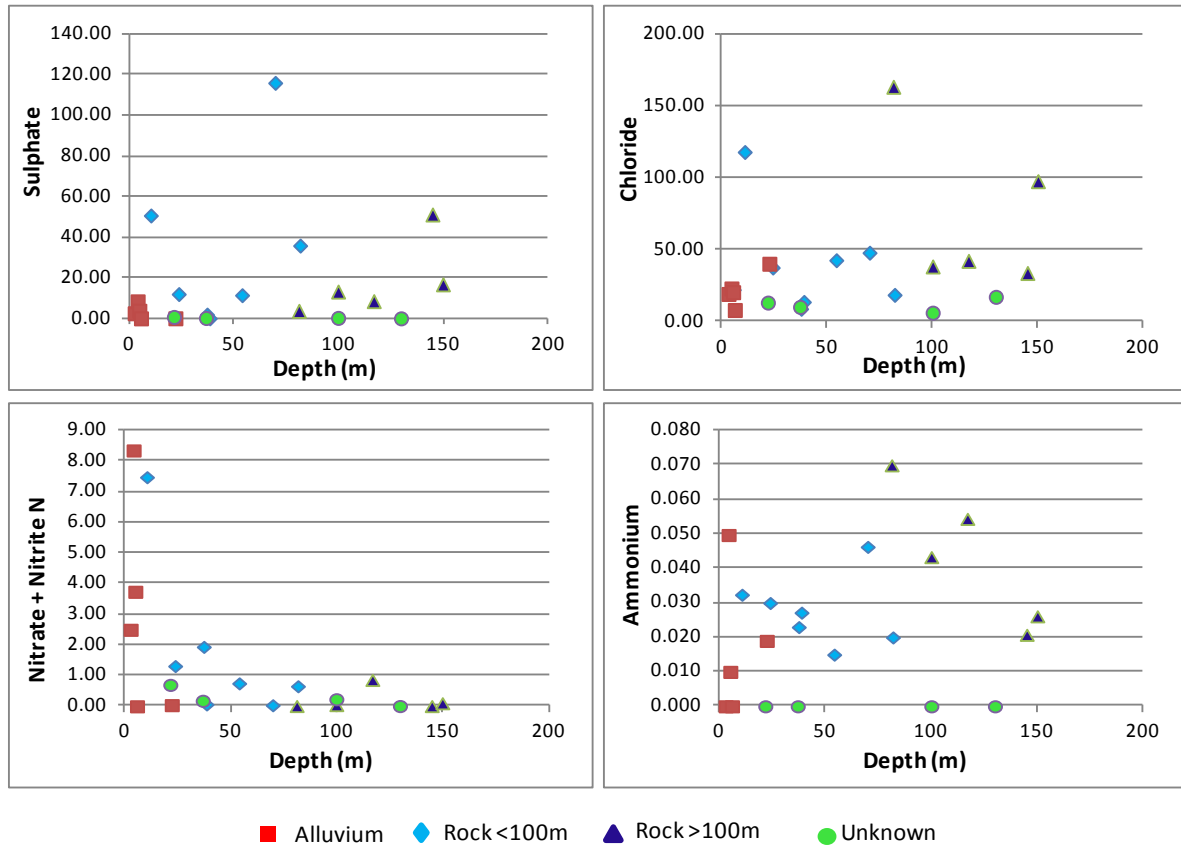 140.00
120.00
100.00
80.00
60.00
40.00
20.00
0.00
Sulphate
0 50 100 150 200
Depth (m)
200.00
150.00
100.00
50.00
0.00
Chloride
0 50 100 150 200
Depth (m)
9.00
8.00
7.00
6.00
5.00
4.00
3.00
2.00
1.00
0.00
Nitrate + Nitrite N
0 50 100 150 200
Depth (m)
0.080
0.070
0.060
0.050
0.040
0.030
0.020
0.010
0.000
Ammonium
0 50 100 150 200
Depth (m)
Alluvium Rock <100m Rock >100m Unknown